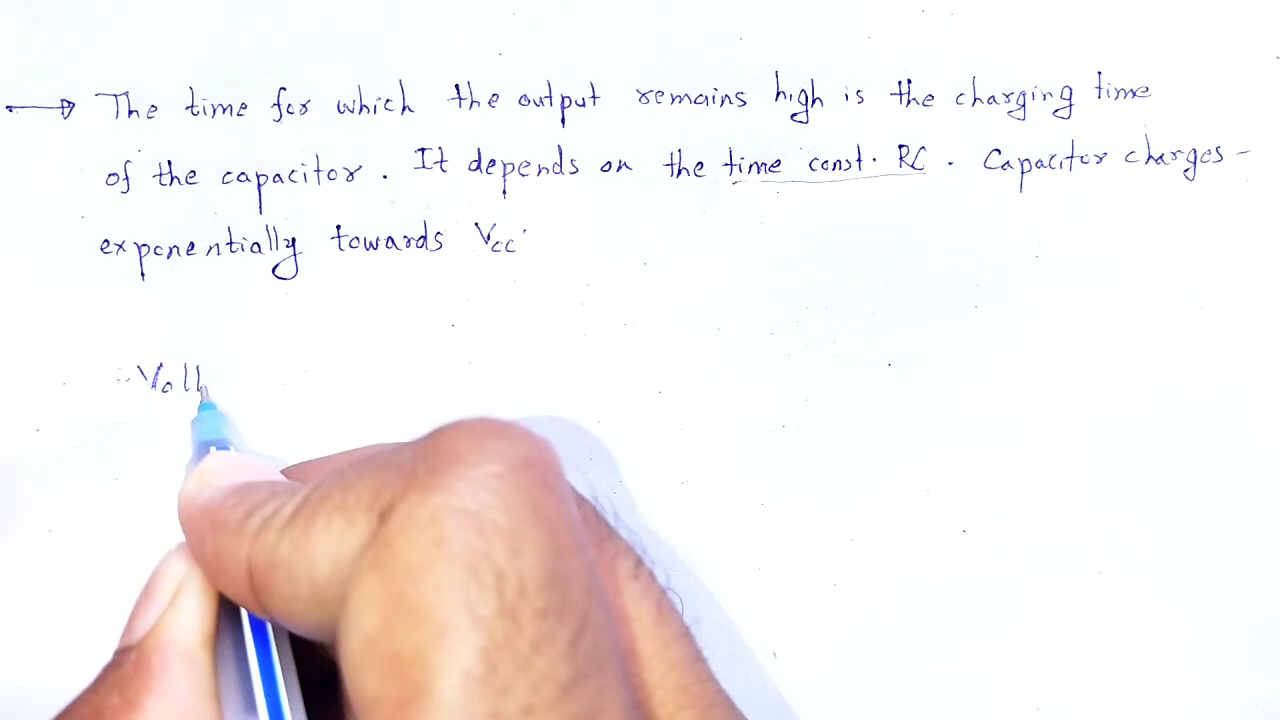 → The time for which the output remains high is the charging time
of the capacitor. It depends on the time const. RC. Capacitor charges -
exponentially towards Vcc.
∴ Voll